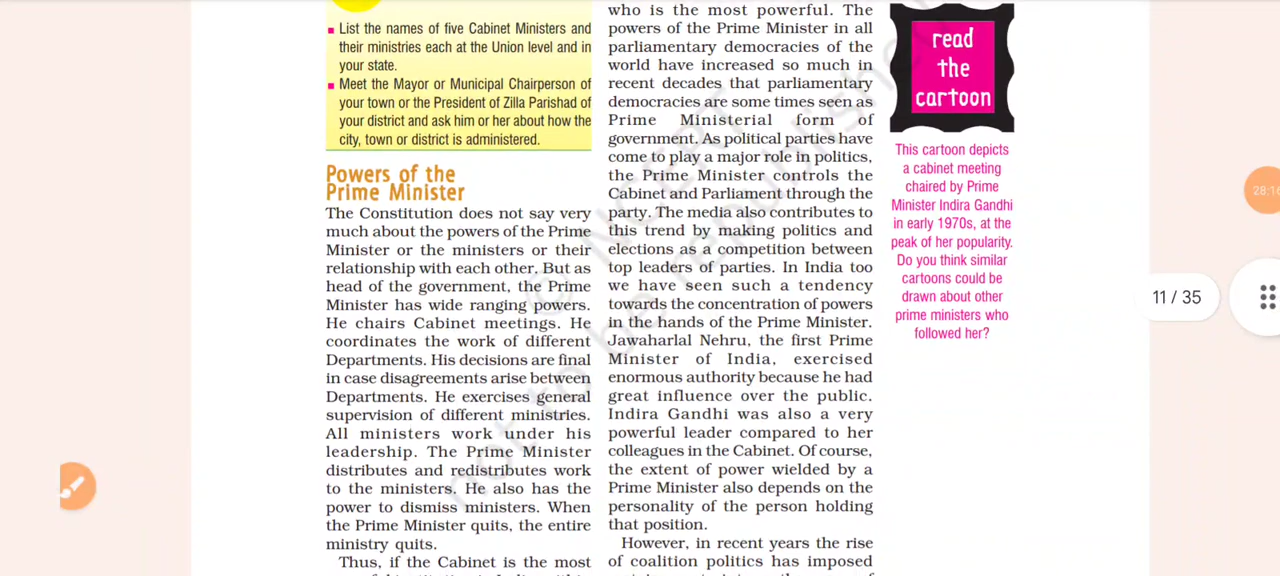 List the names of five Cabinet Ministers and
their ministries each at the Union level and in
your state.
Meet the Mayor or Municipal Chairperson of
your town or the President of Zilla Parishad of
your district and ask him or her about how the
city, town or district is administered.
Powers of the
Prime Minister
The Constitution does not say very
much about the powers of the Prime
Minister or the ministers or their
relationship with each other. But as
head of the government, the Prime
Minister has wide ranging powers.
He chairs Cabinet meetings. He
coordinates the work of different
Departments. His decisions are final
in case disagreements arise between
Departments. He exercises general
supervision of different ministries.
All ministers work under his
leadership. The Prime Minister
distributes and redistributes work
to the ministers. He also has the
power to dismiss ministers. When
the Prime Minister quits, the entire
ministry quits.
Thus, if the Cabinet is the most
who is the most powerful. The
powers of the Prime Minister in all
parliamentary democracies of the
world have increased so much in
recent decades that parliamentary
democracies are some times seen as
Prime Ministerial form of
government. As political parties have
come to play a major role in politics,
the Prime Minister controls the
Cabinet and Parliament through the
party. The media also contributes to
this trend by making politics and
elections as a competition between
top leaders of parties. In India too
we have seen such a tendency
towards the concentration of powers
in the hands of the Prime Minister.
Jawaharlal Nehru, the first Prime
Minister of India, exercised
enormous authority because he had
great influence over the public.
Indira Gandhi was also a very
powerful leader compared to her
colleagues in the Cabinet. Of course,
the extent of power wielded by a
Prime Minister also depends on the
personality of the person holding
that position.
However, in recent years the rise
of coalition politics has imposed
read
the
cartoon
This cartoon depicts
a cabinet meeting
chaired by Prime
Minister Indira Gandhi
in early 1970s, at the
peak of her popularity.
Do you think similar
cartoons could be
drawn about other
prime ministers who
followed her?
28:16
11 / 35
© NCERT
not to be republished